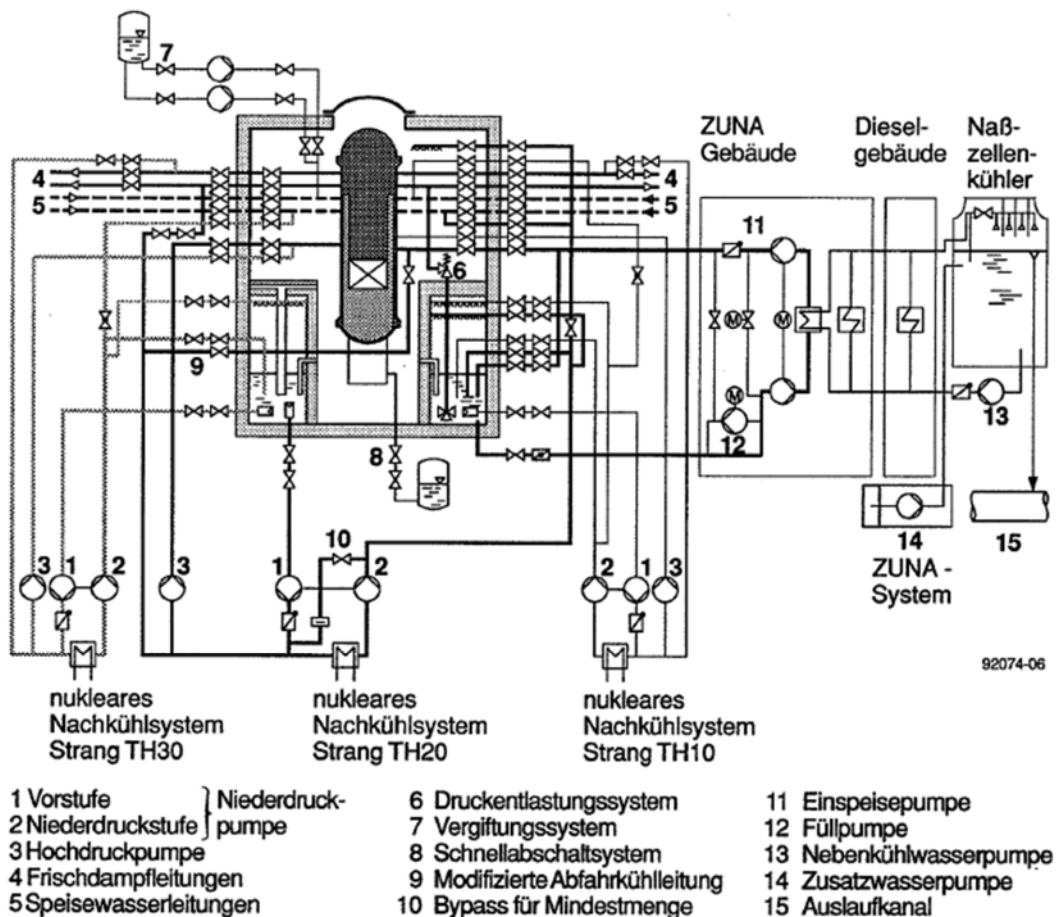 7
ZUNA
Gebäude
Diesel-
gebäude
Naß-
zellen-
kühler
4
5
4
5
6
11
M
M
M
M
12
13
9
8
10
14
ZUNA -
System
15
3
1
2
3
1
2
2
1
3
92074-06
nukleares
Nachkühlsystem
Strang TH30
nukleares
Nachkühlsystem
Strang TH20
nukleares
Nachkühlsystem
Strang TH10
1 Vorstufe
2 Niederdruckstufe
} Niederdruck-
pumpe
3 Hochdruckpumpe
4 Frischdampfleitungen
5 Speisewasserleitungen
6 Druckentlastungssystem
7 Vergiftungssystem
8 Schnellabschaltsystem
9 Modifizierte Abfahrkühlleitung
10 Bypass für Mindestmenge
11 Einspeisepumpe
12 Füllpumpe
13 Nebenkühlwasserpumpe
14 Zusatzwasserpumpe
15 Auslaufkanal